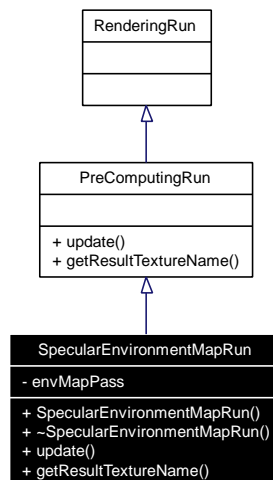 RenderingRun
PreComputingRun
+ update()
+ getResultTextureName()
SpecularEnvironmentMapRun
- envMapPass
+ SpecularEnvironmentMapRun()
+ ~SpecularEnvironmentMapRun()
+ update()
+ getResultTextureName()